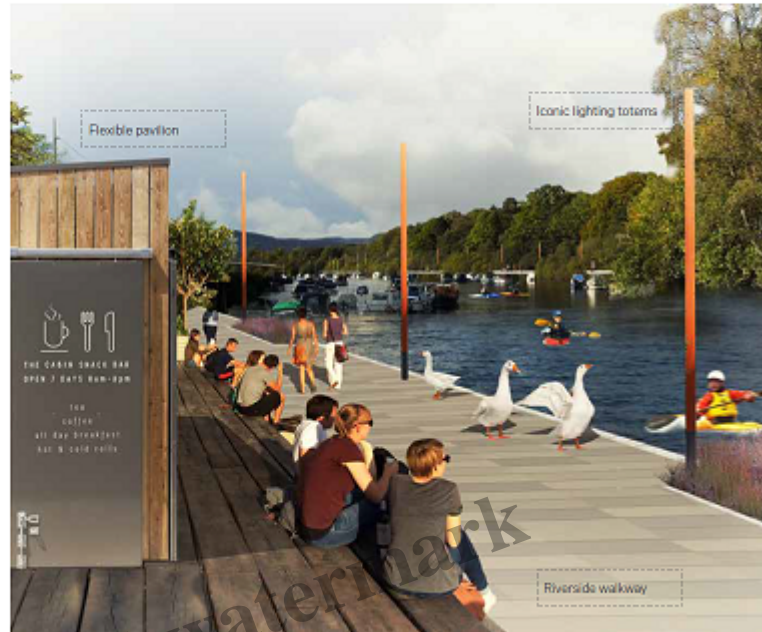 Iconic lighting totems
Flexible pavilion
THE CABIN SNACK BAR
OPEN 7 DAYS 8am-8pm
tea
coffee
all day breakfast
hot & cold rolls
Riverside walkway
watermark